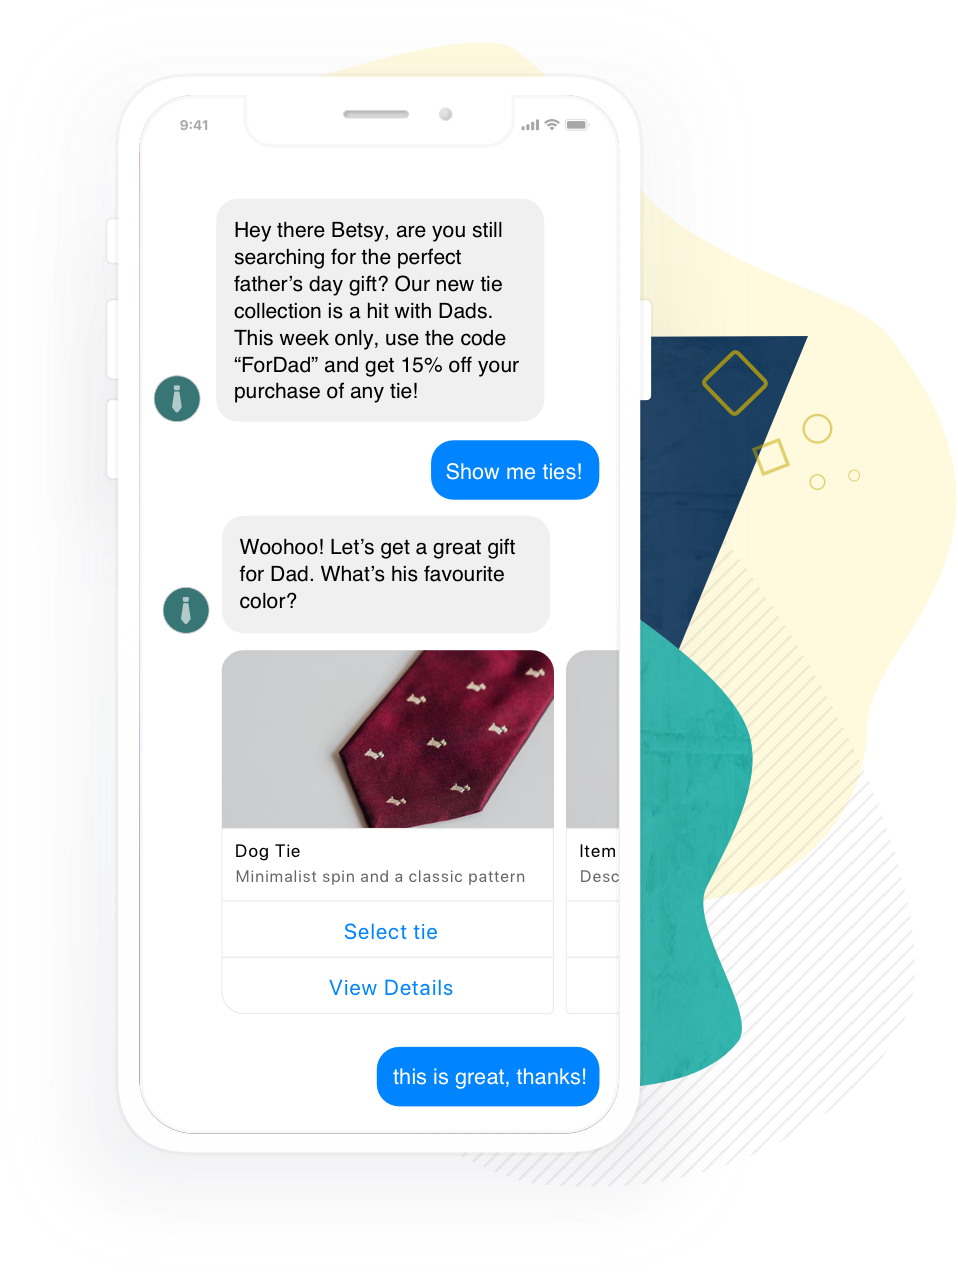 9:41
Hey there Betsy, are you still
searching for the perfect
father’s day gift? Our new tie
collection is a hit with Dads.
This week only, use the code
“ForDad” and get 15% off your
purchase of any tie!
Show me ties!
Woohoo! Let’s get a great gift
for Dad. What’s his favourite
color?
Dog Tie
Minimalist spin and a classic pattern
Select tie
View Details
Item
Desc
this is great, thanks!